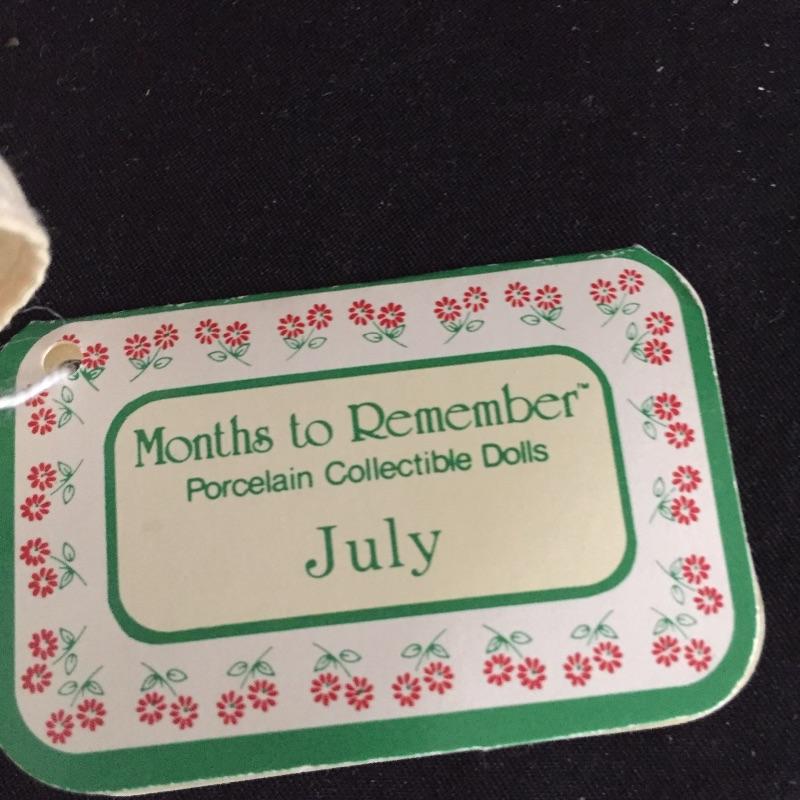 Months to Remember™
Porcelain Collectible Dolls
July